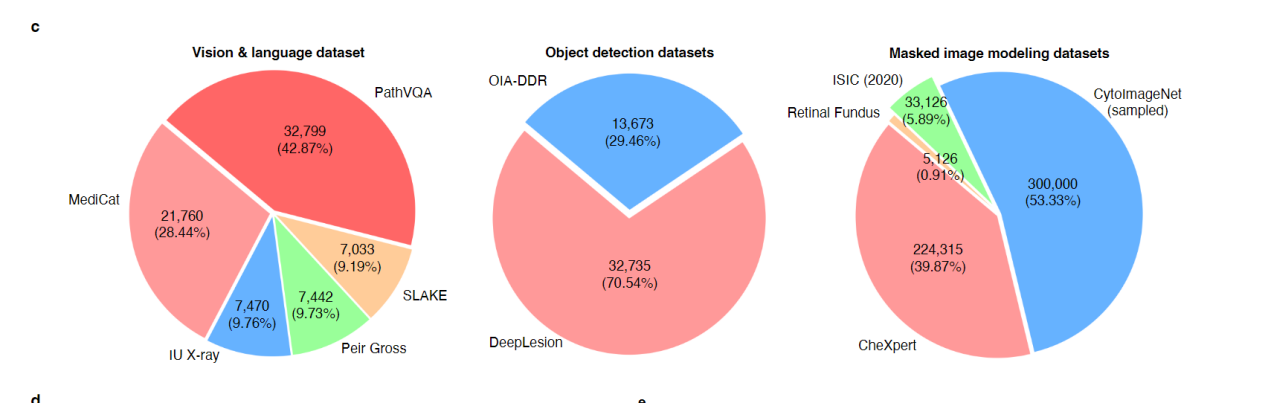 c
Vision & language dataset
PathVQA
32,799
(42.87%)
MediCat
21,760
(28.44%)
7,033
(9.19%)
SLAKE
7,442
(9.73%)
7,470
(9.76%)
Peir Gross
IU X-ray
Object detection datasets
OIA-DDR
13,673
(29.46%)
32,735
(70.54%)
DeepLesion
Masked image modeling datasets
ISIC (2020)
33,126
(5.89%)
CytoImageNet
(sampled)
Retinal Fundus
5,126
(0.91%)
300,000
(53.33%)
224,315
(39.87%)
CheXpert
d
e